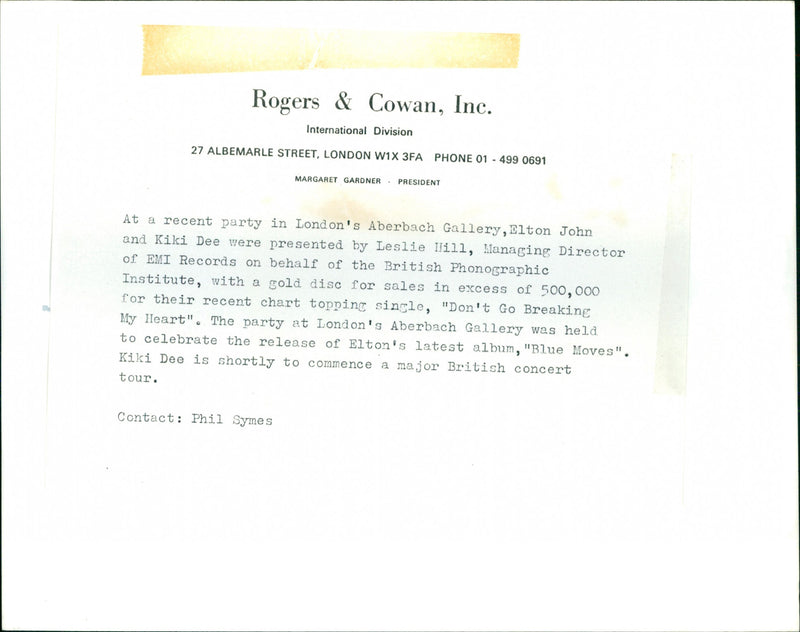 Rogers & Cowan, Inc.
International Division
27 ALBEMARLE STREET, LONDON W1X 3FA PHONE 01 - 499 0691
MARGARET GARDNER - PRESIDENT
At a recent party in London's Aberbach Gallery,Elton John
and Kiki Dee were presented by Leslie Hill, Managing Director
of EMI Records on behalf of the British Phonographic
Institute, with a gold disc for sales in excess of 500,000
for their recent chart topping single, "Don't Go Breaking
My Heart". The party at London's Aberbach Gallery was held
to celebrate the release of Elton's latest album,"Blue Moves".
Kiki Dee is shortly to commence a major British concert
tour.
Contact: Phil Symes